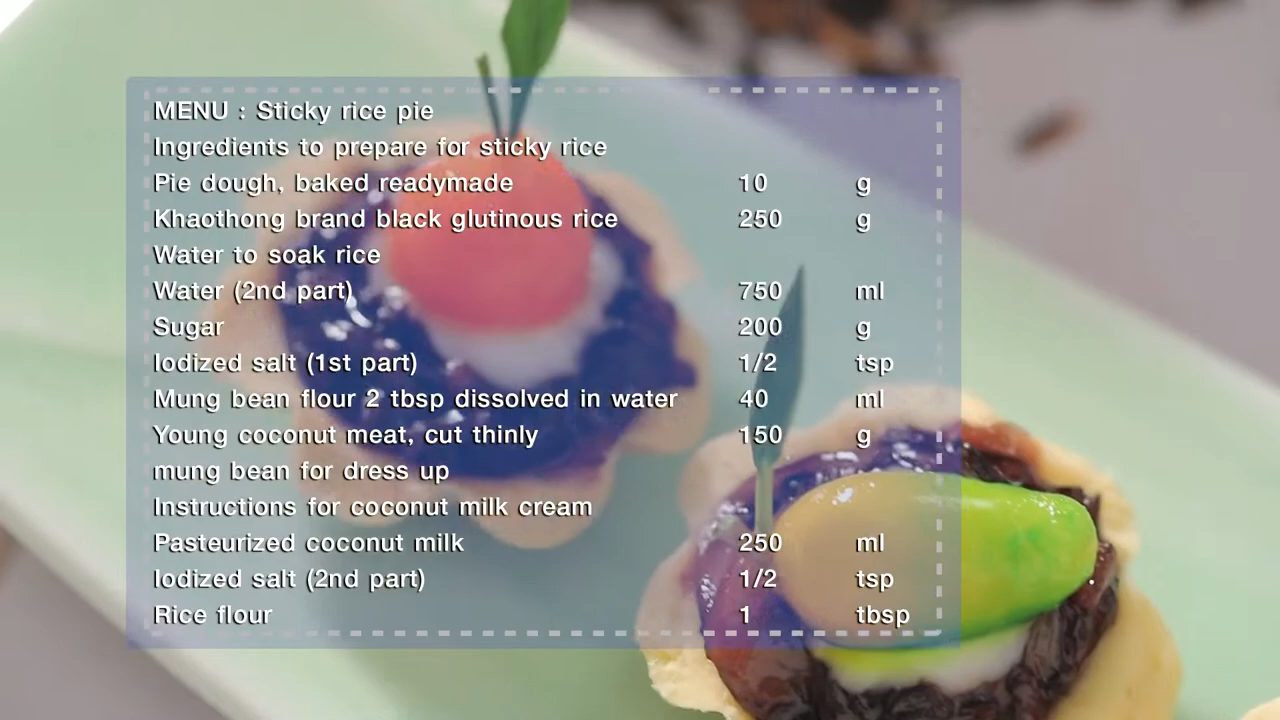 MENU : Sticky rice pie
Ingredients to prepare for sticky rice
Pie dough, baked readymade 10 g
Khaothong brand black glutinous rice 250 g
Water to soak rice
Water (2nd part) 750 ml
Sugar 200 g
Iodized salt (1st part) 1/2 tsp
Mung bean flour 2 tbsp dissolved in water 40 ml
Young coconut meat, cut thinly 150 g
mung bean for dress up
Instructions for coconut milk cream
Pasteurized coconut milk 250 ml
Iodized salt (2nd part) 1/2 tsp
Rice flour 1 tbsp